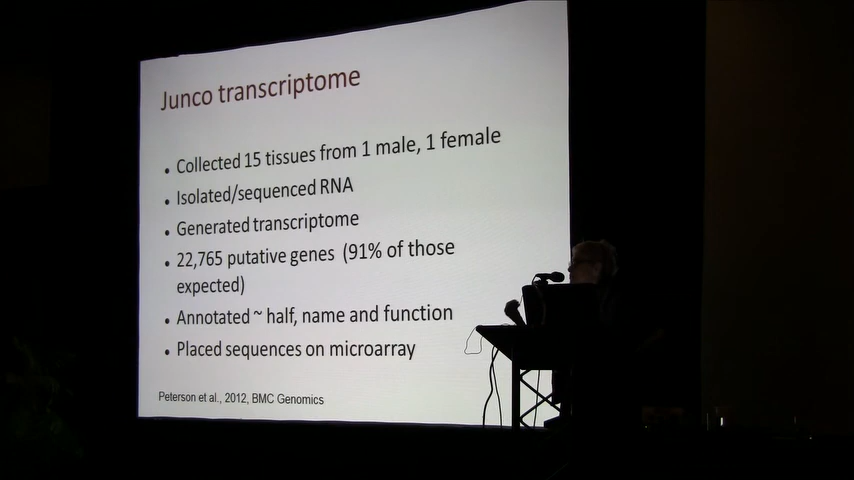 Junco transcriptome
• Collected 15 tissues from 1 male, 1 female
• Isolated/sequenced RNA
• Generated transcriptome
• 22,765 putative genes (91% of those
expected)
• Annotated ~ half, name and function
• Placed sequences on microarray
Peterson et al., 2012, BMC Genomics